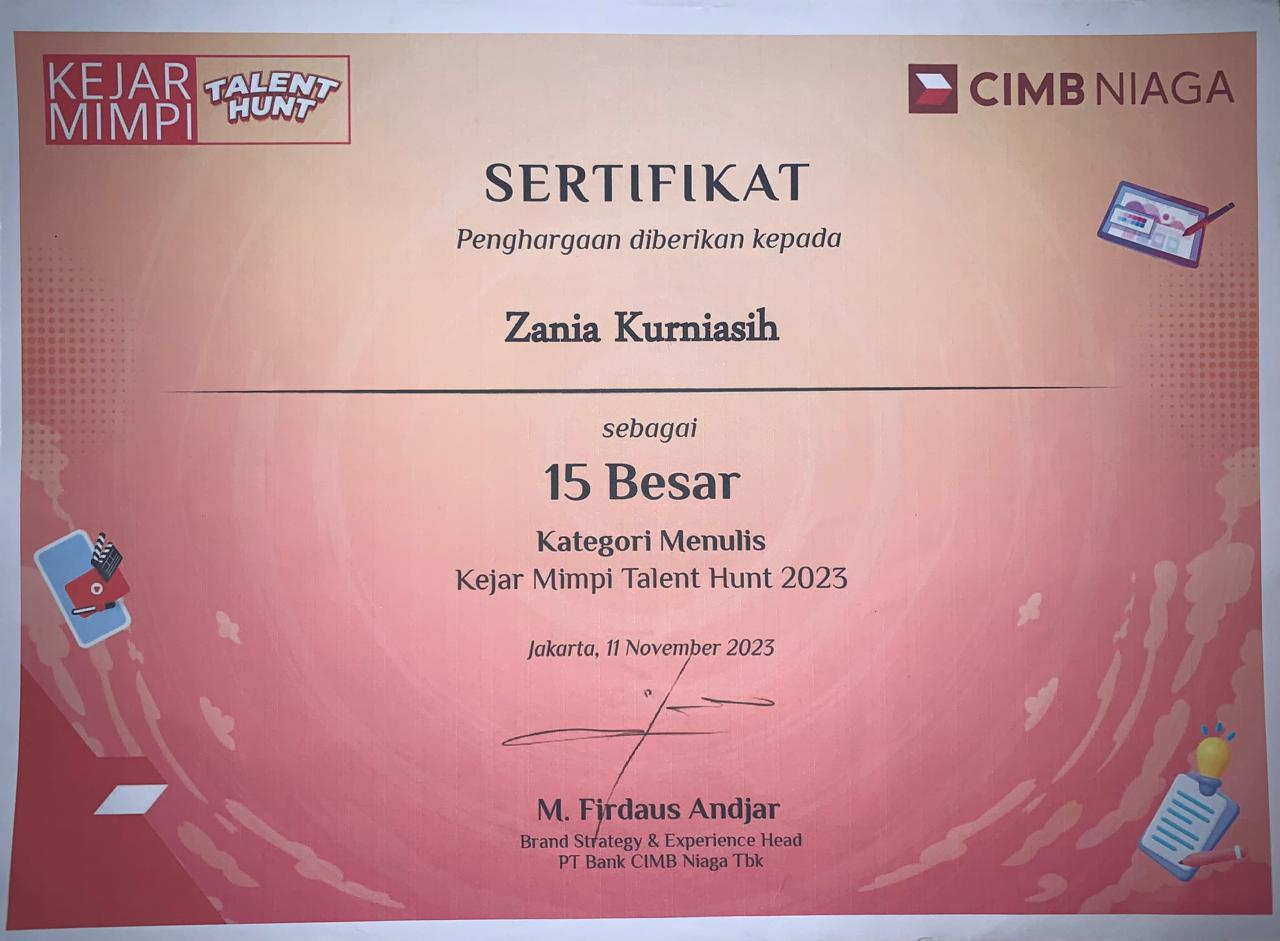 KEJAR
MIMPI
TALENT
HUNT
CIMB NIAGA
SERTIFIKAT
Penghargaan diberikan kepada
Zania Kurniasih
sebagai
15 Besar
Kategori Menulis
Kejar Mimpi Talent Hunt 2023
Jakarta, 11 November 2023
M. Firdaus Andjar
Brand Strategy & Experience Head
PT Bank CIMB Niaga Tbk